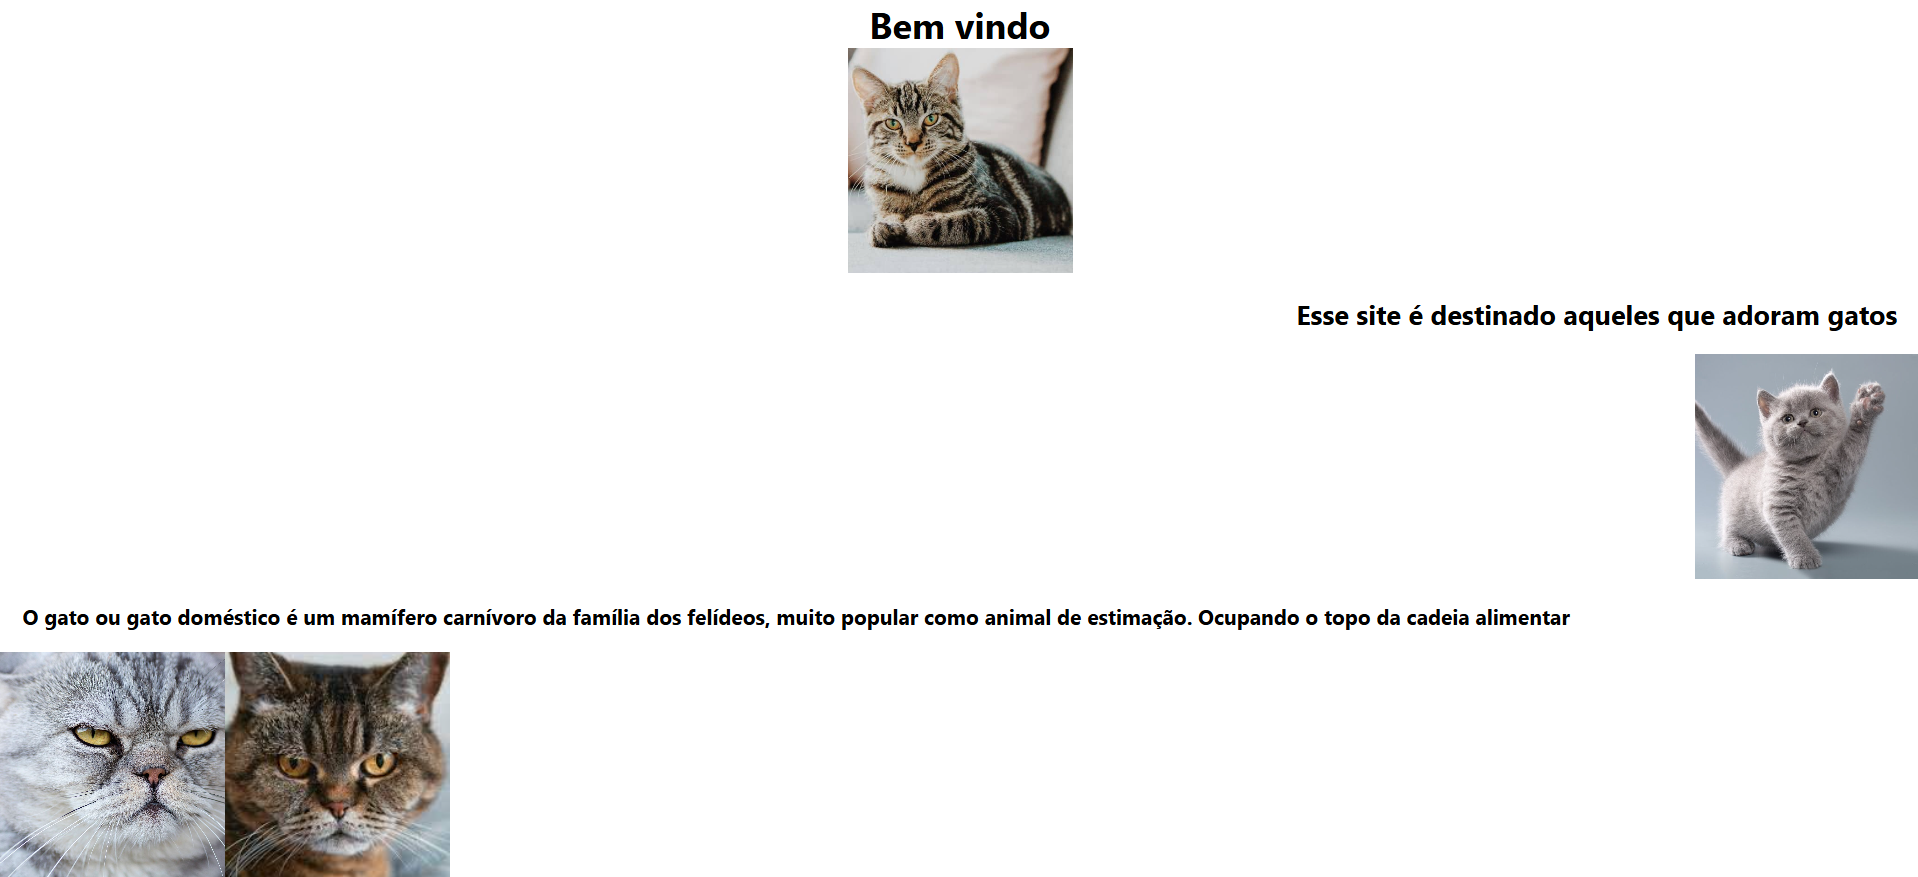 Bem vindo
Esse site é destinado aqueles que adoram gatos
O gato ou gato doméstico é um mamífero carnívoro da família dos felídeos, muito popular como animal de estimação. Ocupando o topo da cadeia alimentar